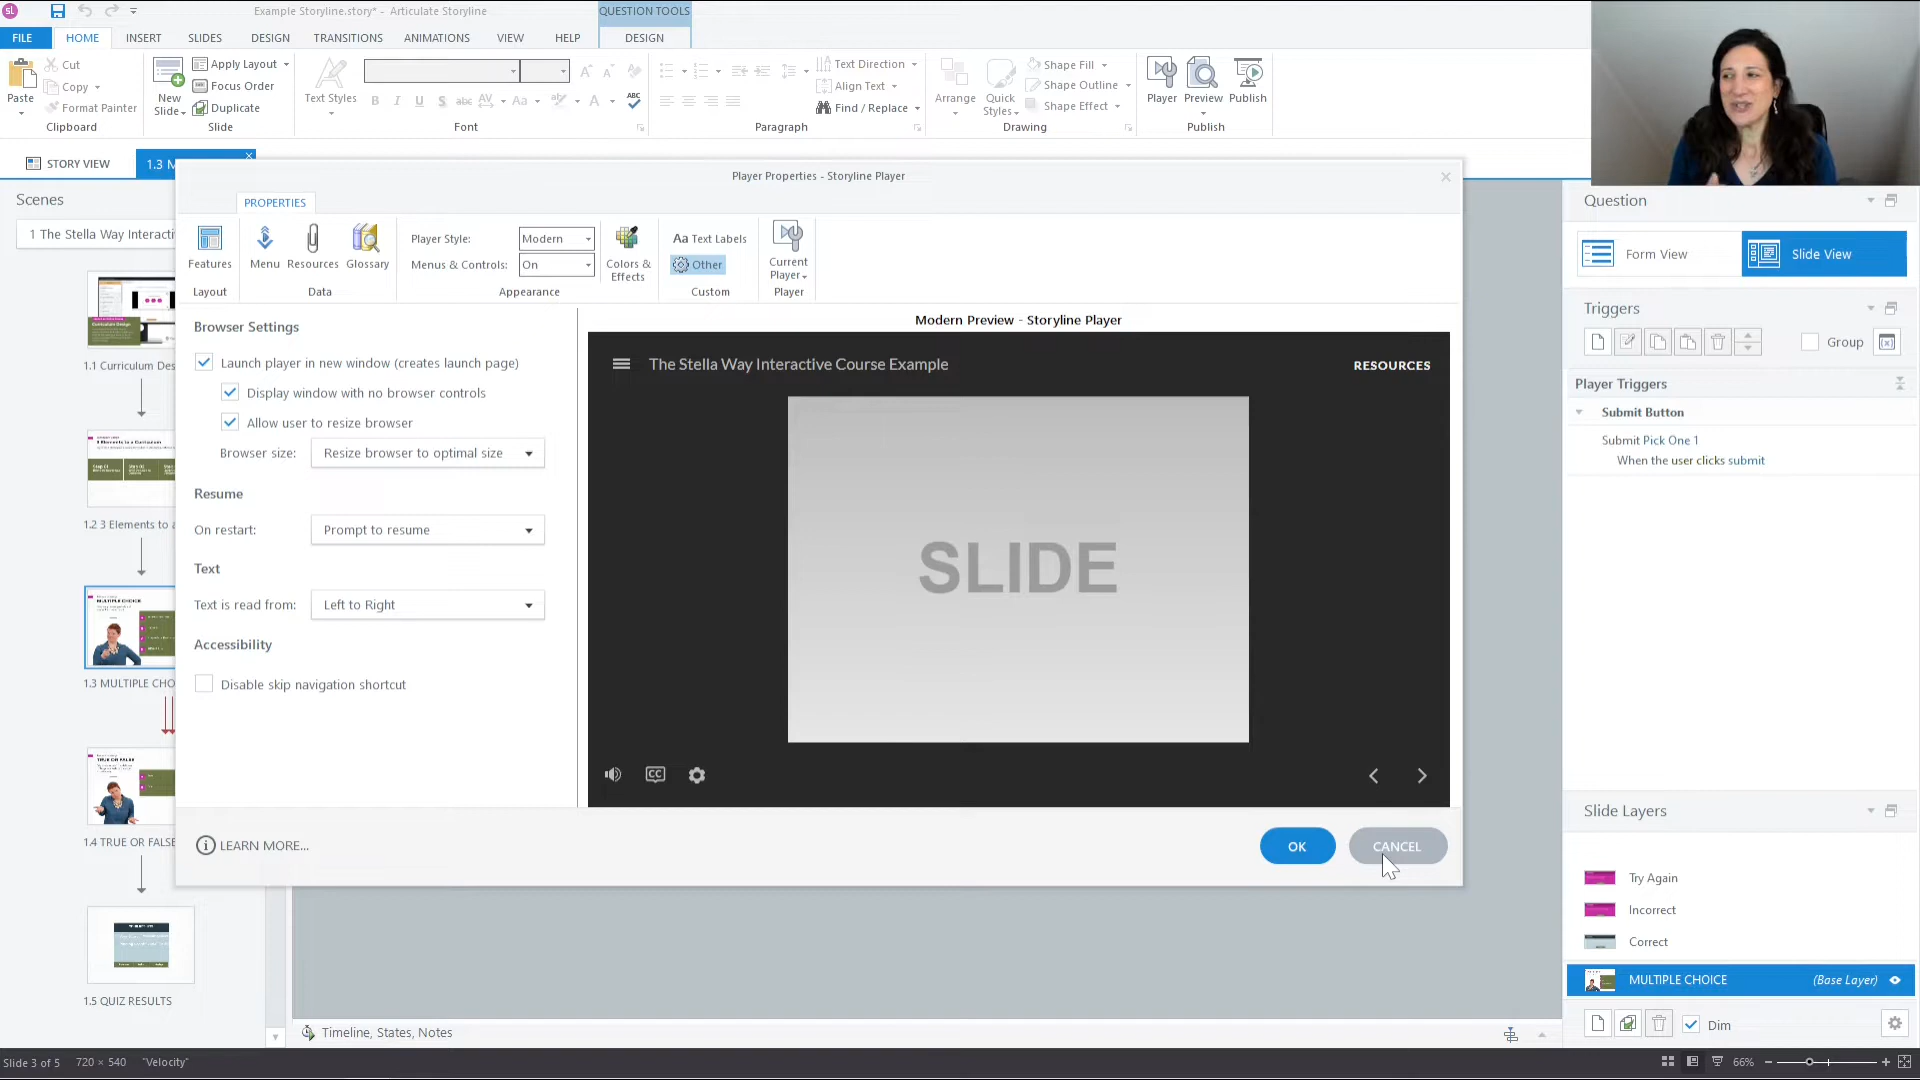 sl
Example Storyline.story* - Articulate Storyline
QUESTION TOOLS
FILE
HOME
INSERT
SLIDES
DESIGN
TRANSITIONS
ANIMATIONS
VIEW
HELP
DESIGN
Paste
Cut
Copy
Format Painter
Clipboard
New Slide
Apply Layout
Focus Order
Duplicate
Slide
Text Styles
B I U S abc AV Aa
ABC
Font
Text Direction
Align Text
Find / Replace
Paragraph
Arrange
Quick Styles
Shape Fill
Shape Outline
Shape Effect
Drawing
Player
Preview
Publish
Publish
STORY VIEW
1.3 M
Scenes
1 The Stella Way Interacti
1.1 Curriculum Des
1.2 3 Elements to a
1.3 MULTIPLE CHO
1.4 TRUE OR FALSE
1.5 QUIZ RESULTS
Player Properties - Storyline Player
PROPERTIES
Features
Layout
Menu
Resources
Glossary
Data
Player Style:
Modern
Menus & Controls:
On
Colors & Effects
Appearance
Aa Text Labels
Other
Custom
Current Player
Player
Browser Settings
Launch player in new window (creates launch page)
Display window with no browser controls
Allow user to resize browser
Browser size:
Resize browser to optimal size
Resume
On restart:
Prompt to resume
Text
Text is read from:
Left to Right
Accessibility
Disable skip navigation shortcut
Modern Preview - Storyline Player
The Stella Way Interactive Course Example
RESOURCES
SLIDE
CC
LEARN MORE...
OK
CANCEL
Question
Form View
Slide View
Triggers
Group
Player Triggers
Submit Button
Submit Pick One 1
When the user clicks submit
Slide Layers
Try Again
Incorrect
Correct
MULTIPLE CHOICE
(Base Layer)
Dim
Timeline, States, Notes
Slide 3 of 5
720 × 540
"Velocity"
66%